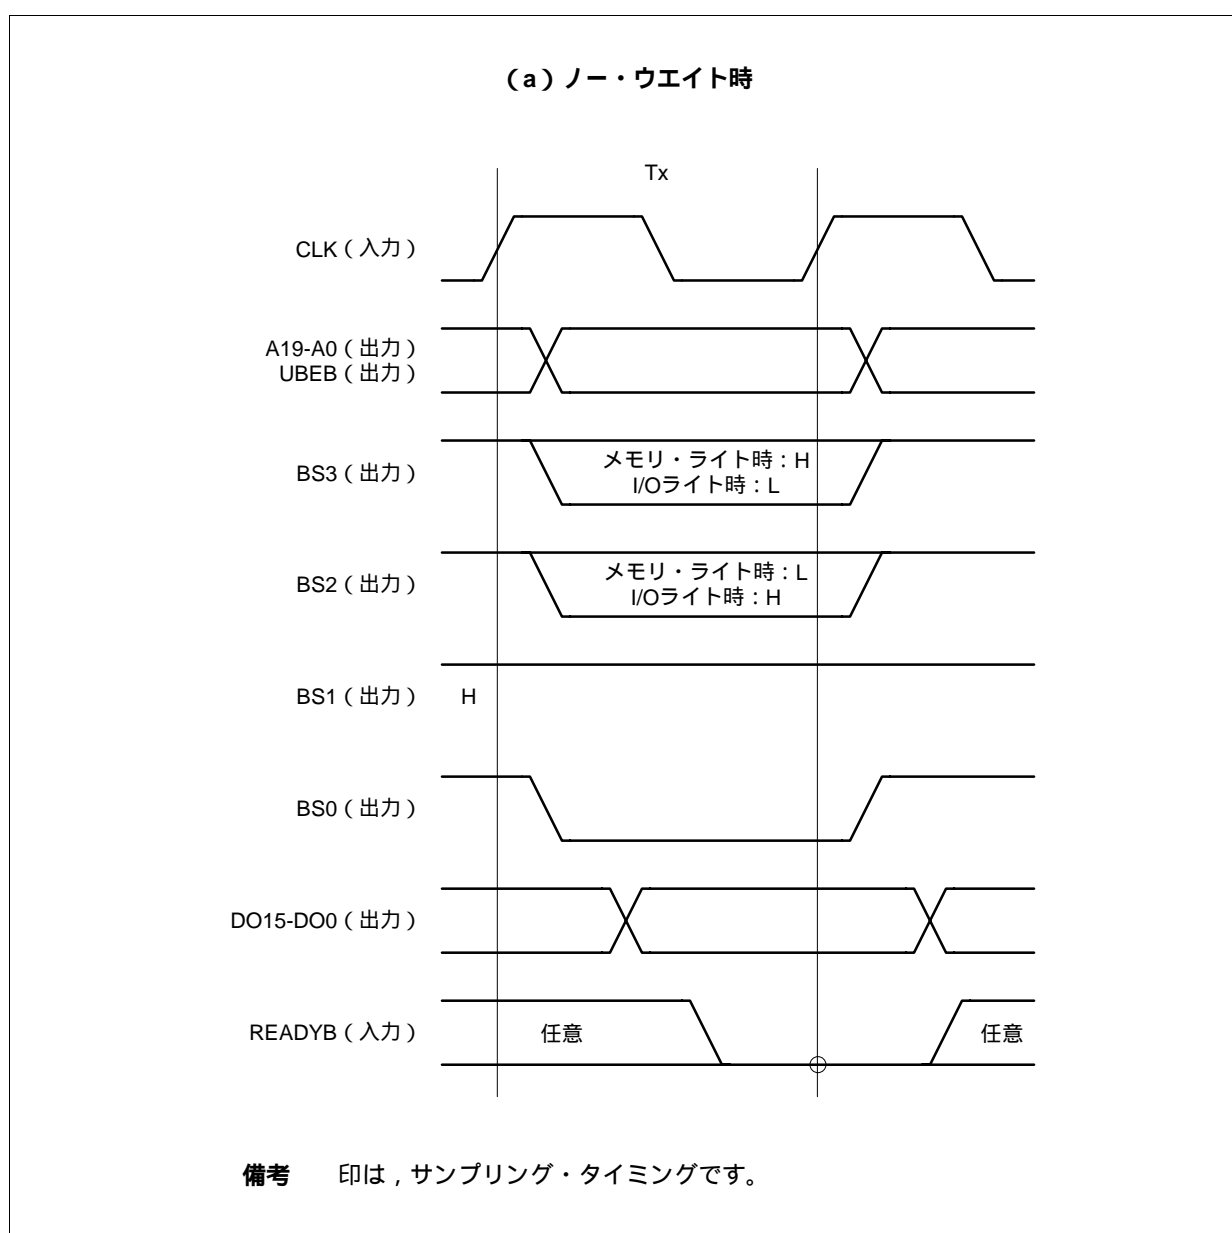 （a）ノー・ウエイト時
Tx
CLK（入力）
A19-A0（出力）
UBEB（出力）
BS3（出力）
メモリ・ライト時：H
I/Oライト時：L
BS2（出力）
メモリ・ライト時：L
I/Oライト時：H
BS1（出力） H
BS0（出力）
DO15-DO0（出力）
READYB（入力） 任意 任意
備考 印は，サンプリング・タイミングです。